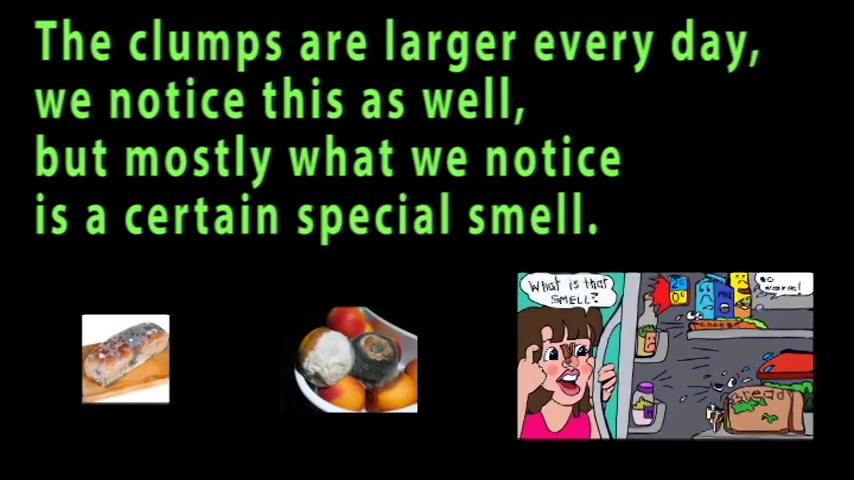 The clumps are larger every day,
we notice this as well,
but mostly what we notice
is a certain special smell.
What is that
SMELL?
Bread